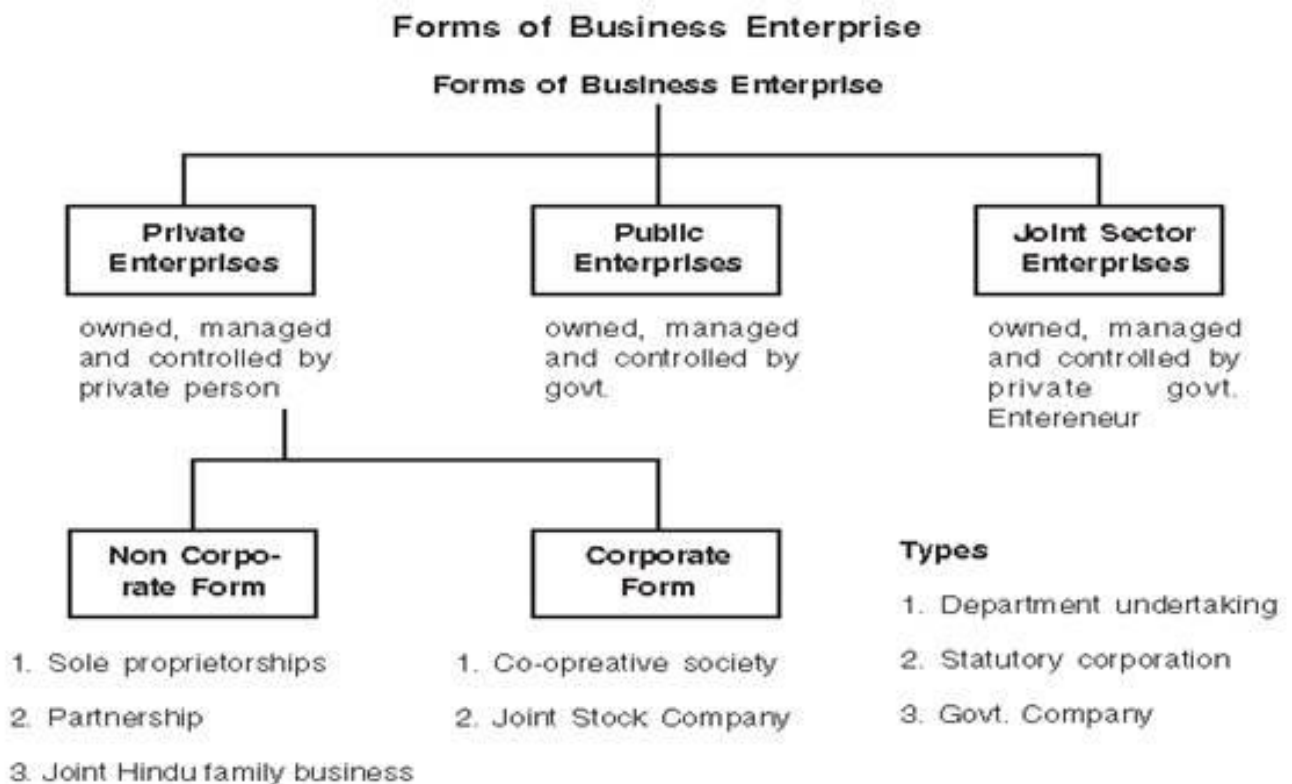 Forms of Business Enterprise
Forms of Business Enterprise
Private
Enterprises
owned, managed
and controlled by
private person
Public
Enterprises
owned, managed
and controlled by
govt.
Joint Sector
Enterprises
owned, managed
and controlled by
private govt.
Entereneur
Non Corpo-
rate Form
1. Sole proprietorships
2. Partnership
3. Joint Hindu family business
Corporate
Form
1. Co-opreative society
2. Joint Stock Company
Types
1. Department undertaking
2. Statutory corporation
3. Govt. Company